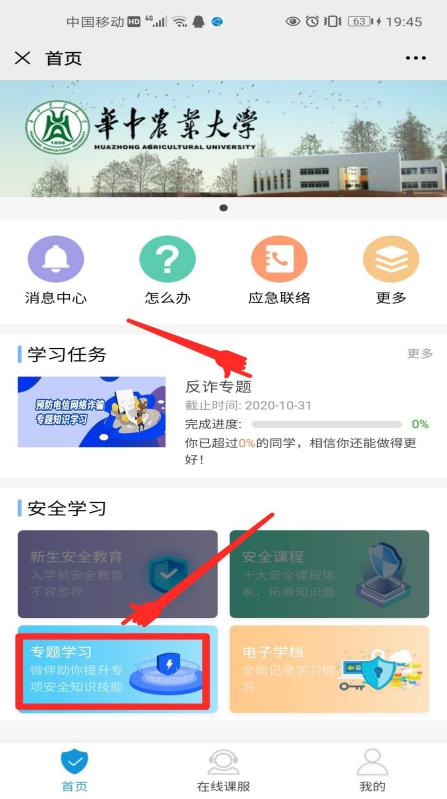 中国移动 HD 4G 63 19:45
首页
1898
華中農業大學
HUAZHONG AGRICULTURAL UNIVERSITY
消息中心
怎么办
应急联络
更多
学习任务
更多
预防电信网络诈骗
专题知识学习
反诈专题
截止时间: 2020-10-31
完成进度: 0%
你已超过0%的同学，相信你还能做得更
好！
安全学习
新生安全教育
入学前安全教育
不容忽视
安全课程
十大安全课程体
系，拓展知识面
专题学习
微伴助你提升专
项安全知识技能
电子学档
全面记录学习情
况
首页
在线课服
我的